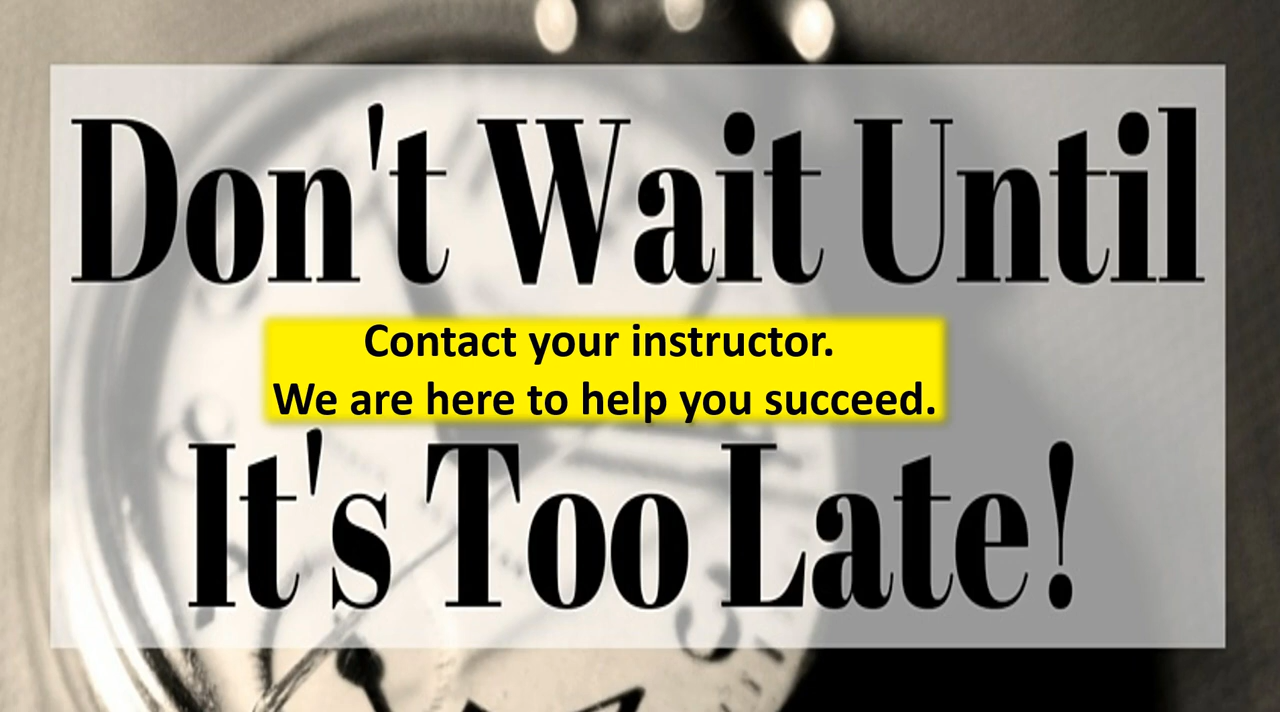 Don't Wait Until
Contact your instructor.
We are here to help you succeed.
It's Too Late!